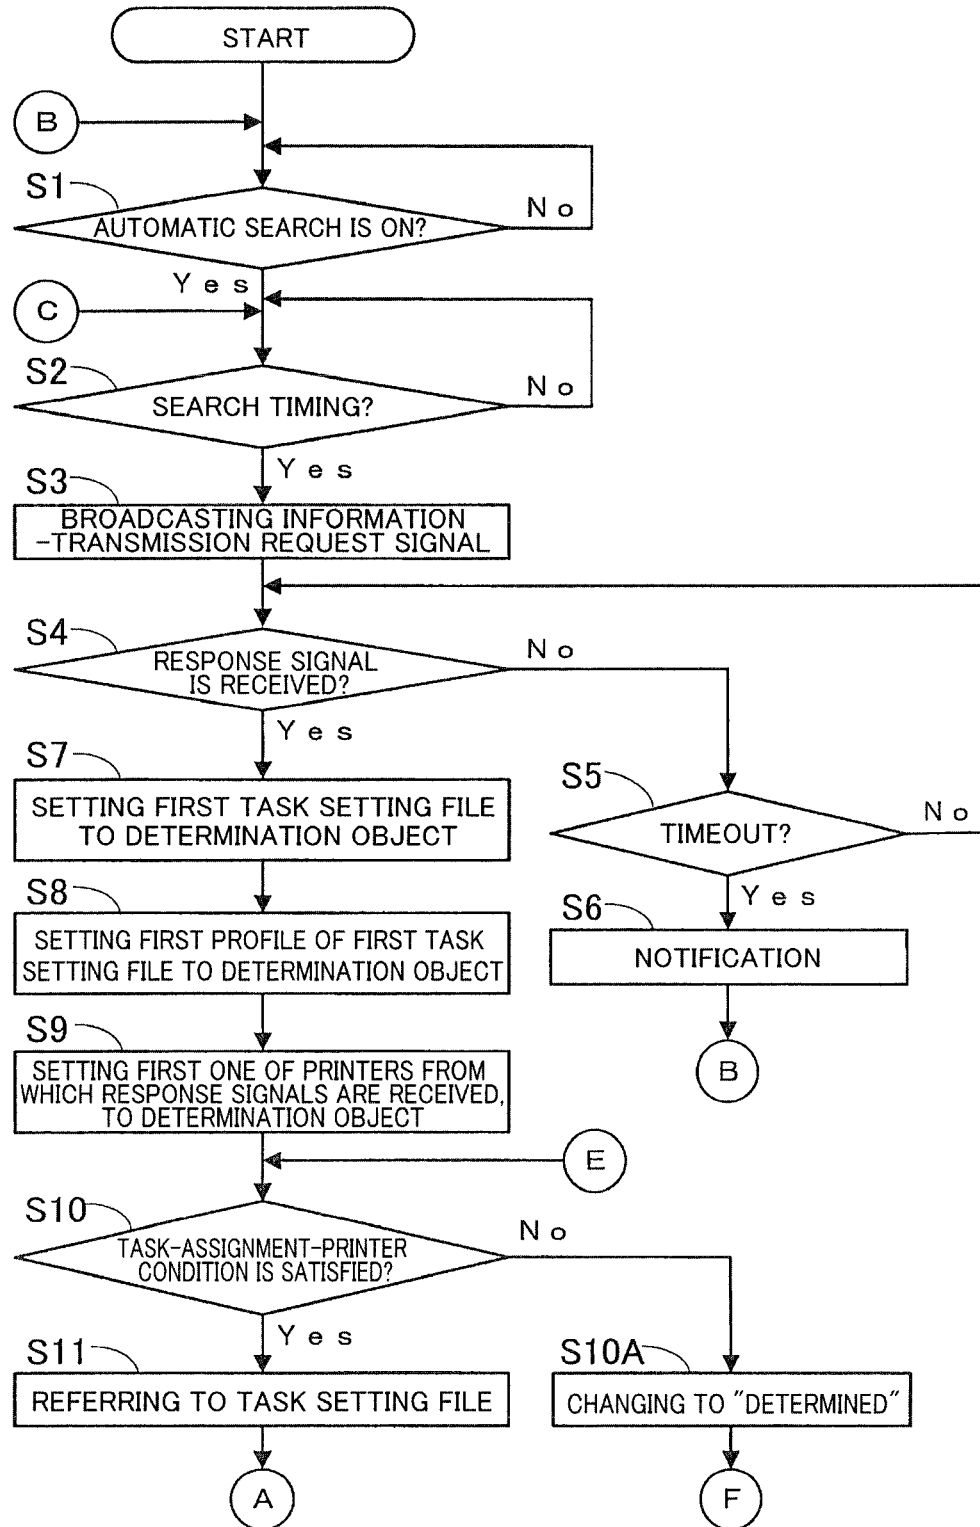 START
B
S1
AUTOMATIC SEARCH IS ON?
No
Yes
C
S2
SEARCH TIMING?
No
Yes
S3
BROADCASTING INFORMATION
-TRANSMISSION REQUEST SIGNAL
S4
RESPONSE SIGNAL
IS RECEIVED?
No
Yes
S7
SETTING FIRST TASK SETTING FILE
TO DETERMINATION OBJECT
S5
TIMEOUT?
No
Yes
S8
SETTING FIRST PROFILE OF FIRST TASK
SETTING FILE TO DETERMINATION OBJECT
S6
NOTIFICATION
B
S9
SETTING FIRST ONE OF PRINTERS FROM
WHICH RESPONSE SIGNALS ARE RECEIVED,
TO DETERMINATION OBJECT
E
S10
TASK-ASSIGNMENT-PRINTER
CONDITION IS SATISFIED?
No
Yes
S11
REFERRING TO TASK SETTING FILE
S10A
CHANGING TO "DETERMINED"
A
F